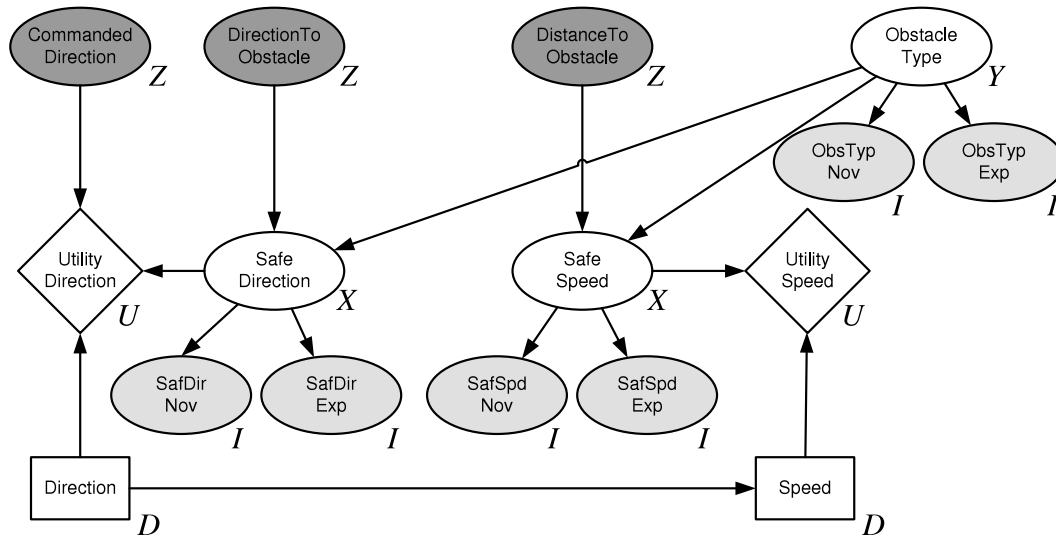 Commanded
Direction
Z
DirectionTo
Obstacle
Z
DistanceTo
Obstacle
Z
Obstacle
Type
Y
ObsTyp
Nov
I
ObsTyp
Exp
I
Utility
Direction
U
Safe
Direction
X
Safe
Speed
X
Utility
Speed
U
SafDir
Nov
I
SafDir
Exp
I
SafSpd
Nov
I
SafSpd
Exp
I
Direction
D
Speed
D